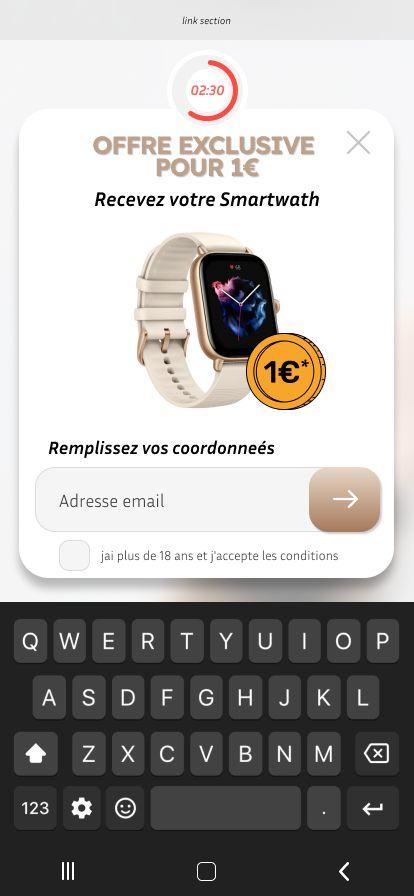 link section
02:30
OFFRE EXCLUSIVE
POUR 1€
Recevez votre Smartwath
1€*
Remplissez vos coordonneés
Adresse email
jai plus de 18 ans et j'accepte les conditions
Q W E R T Y U I O P
A S D F G H J K L
Z X C V B N M
123 .